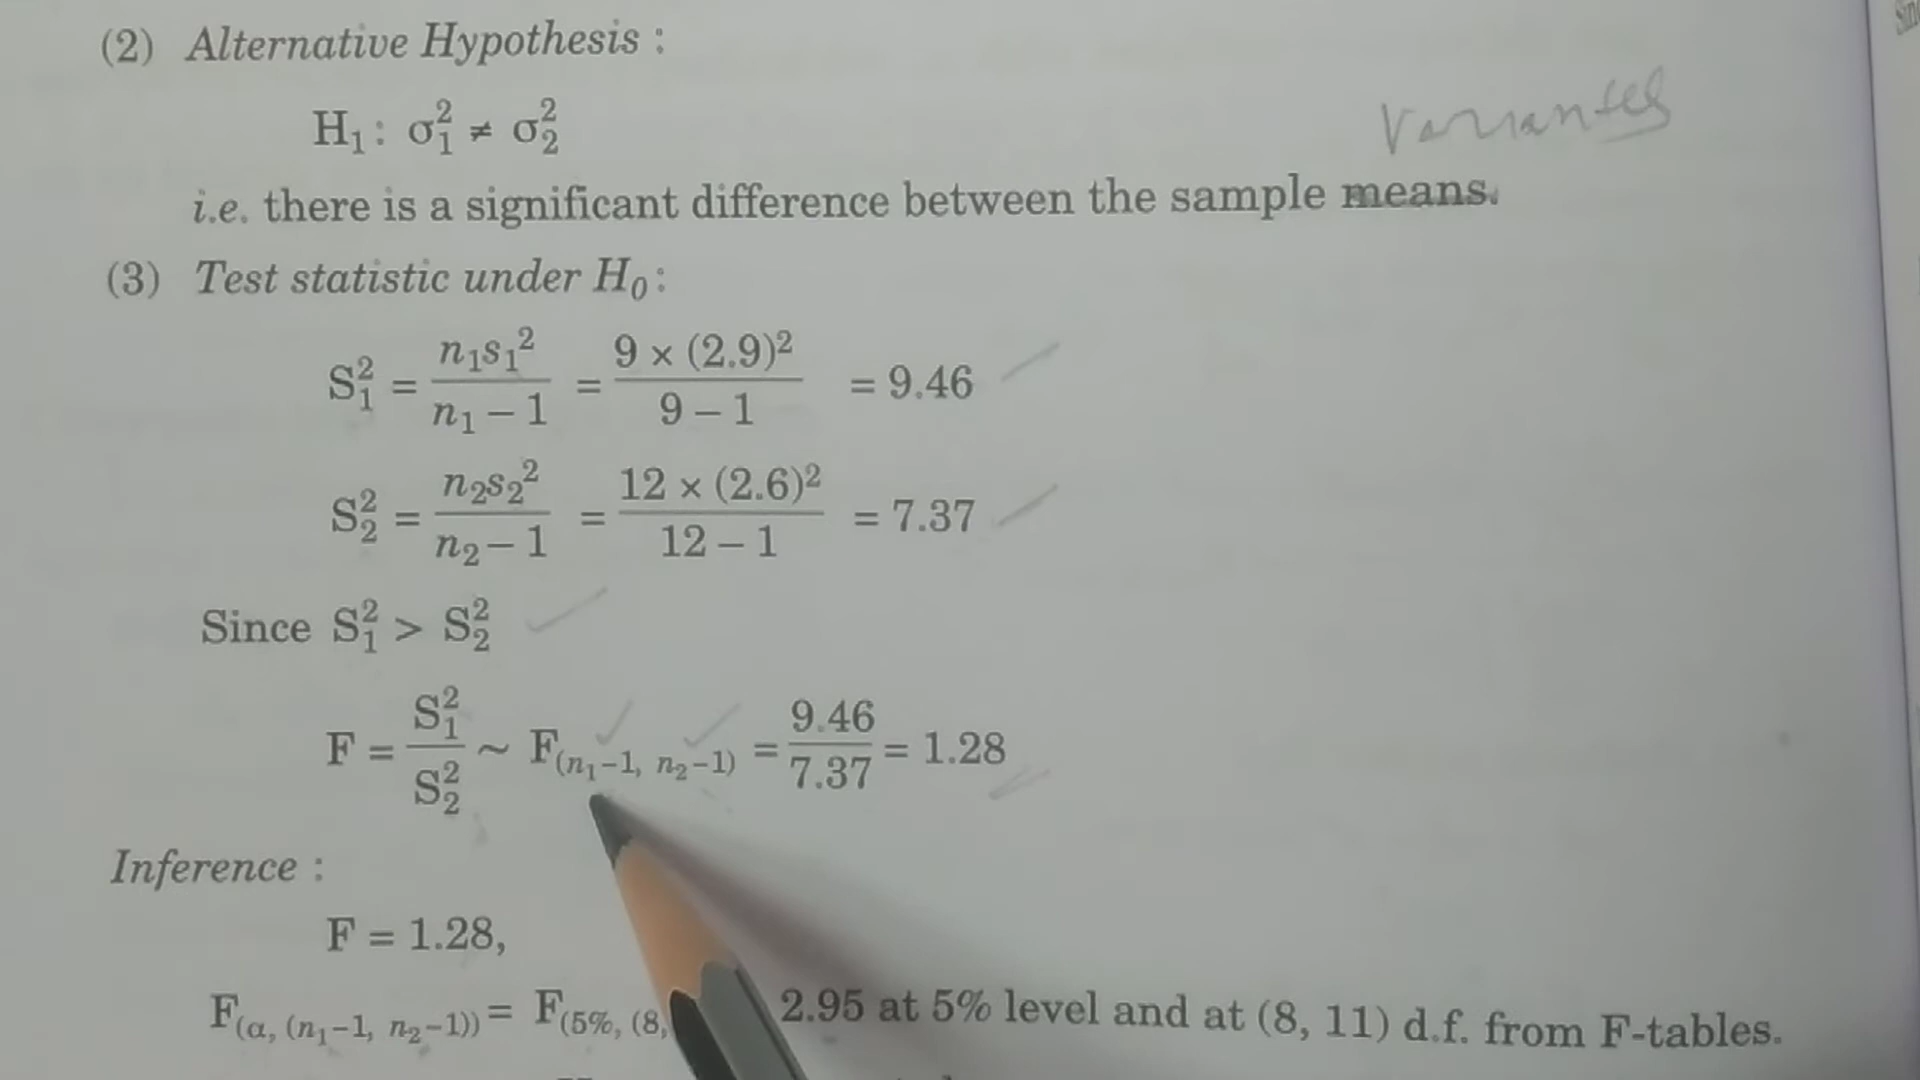 (2) Alternative Hypothesis :
Variances
H₁ : σ₁² ≠ σ₂²
i.e. there is a significant difference between the sample means.
(3) Test statistic under H₀ :
S₁² = n₁s₁² / n₁ − 1 = 9 × (2.9)² / 9 − 1 = 9.46
S₂² = n₂s₂² / n₂ − 1 = 12 × (2.6)² / 12 − 1 = 7.37
Since S₁² > S₂²
F = S₁² / S₂² ~ F(n₁−1, n₂−1) = 9.46 / 7.37 = 1.28
Inference :
F = 1.28,
F(α, (n₁−1, n₂−1)) = F(5%, (8, 2.95 at 5% level and at (8, 11) d.f. from F-tables.